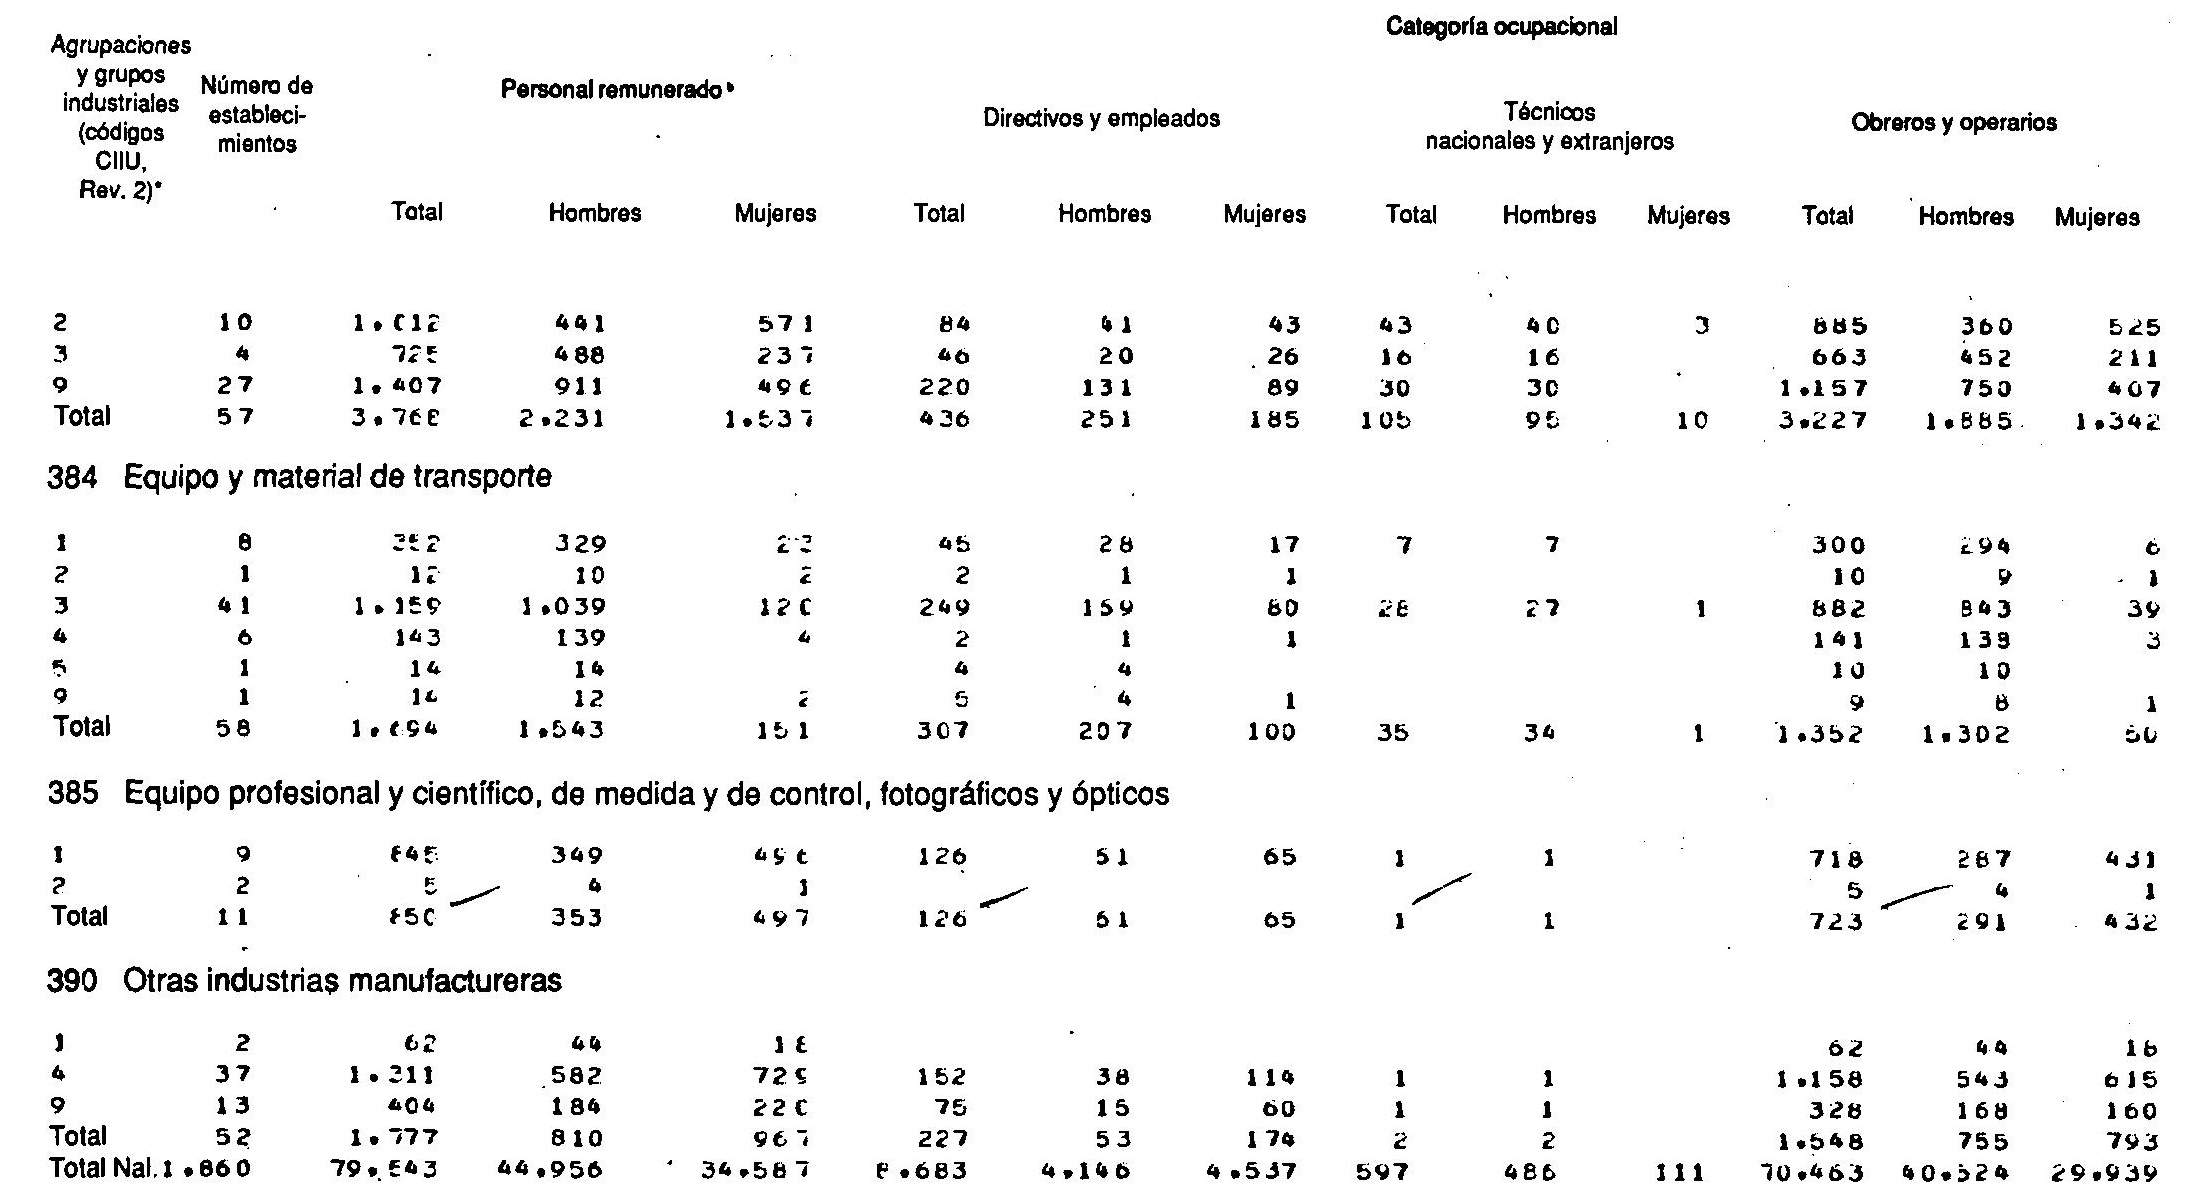 Categoría ocupacional
Agrupaciones y grupos industriales (códigos CIIU, Rev. 2)ª
Número de estableci- mientos
Personal remunerado ᵇ
Directivos y empleados
Técnicos nacionales y extranjeros
Obreros y operarios
Total Hombres Mujeres Total Hombres Mujeres Total Hombres Mujeres Total Hombres Mujeres
2 10 1.012 441 571 84 41 43 43 40 3 885 360 525
3 4 725 488 237 46 20 26 16 16 663 452 211
9 27 1.407 911 496 220 131 89 30 30 1.157 750 407
Total 57 3.768 2.231 1.537 436 251 185 105 95 10 3.227 1.885 1.342
384 Equipo y material de transporte
1 8 352 329 23 45 28 17 7 7 300 294 6
2 1 12 10 2 2 1 1 10 9 1
3 41 1.159 1.039 120 249 169 80 28 27 1 882 843 39
4 6 143 139 4 2 1 1 141 138 3
5 1 14 14 4 4 10 10
9 1 14 12 2 5 4 1 9 8 1
Total 58 1.694 1.543 151 307 207 100 35 34 1 1.352 1.302 50
385 Equipo profesional y científico, de medida y de control, fotográficos y ópticos
1 9 845 349 496 126 61 65 1 1 718 287 431
2 2 5 4 1 5 4 1
Total 11 850 353 497 126 61 65 1 1 723 291 432
390 Otras industrias manufactureras
1 2 62 44 18 62 44 18
4 37 1.311 582 729 152 38 114 1 1 1.158 543 615
9 13 404 184 220 75 15 60 1 1 328 168 160
Total 52 1.777 810 967 227 53 174 2 2 1.548 755 793
Total Nal. 1.860 79.543 44.956 34.587 8.683 4.146 4.537 597 486 111 70.463 40.524 29.939